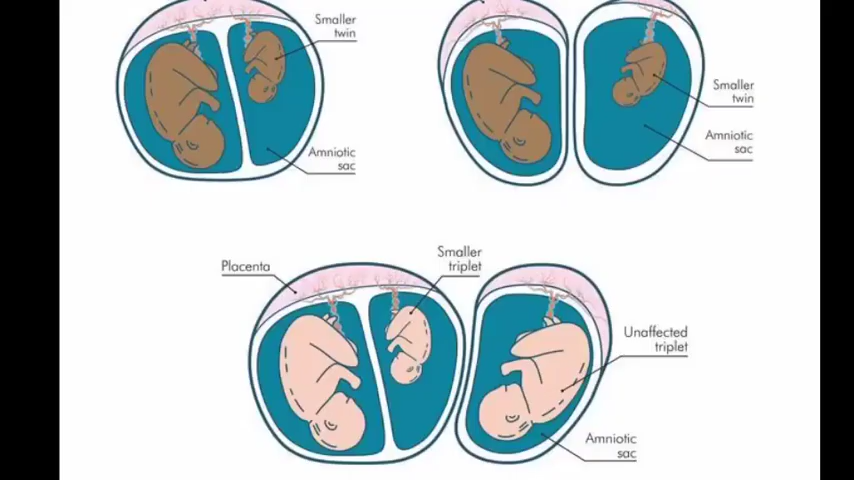 Smaller
twin
Amniotic
sac
Smaller
twin
Amniotic
sac
Placenta
Smaller
triplet
Unaffected
triplet
Amniotic
sac